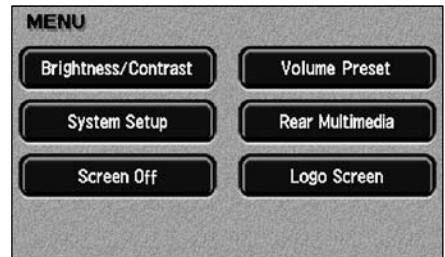 MENU
Brightness/Contrast
Volume Preset
System Setup
Rear Multimedia
Screen Off
Logo Screen